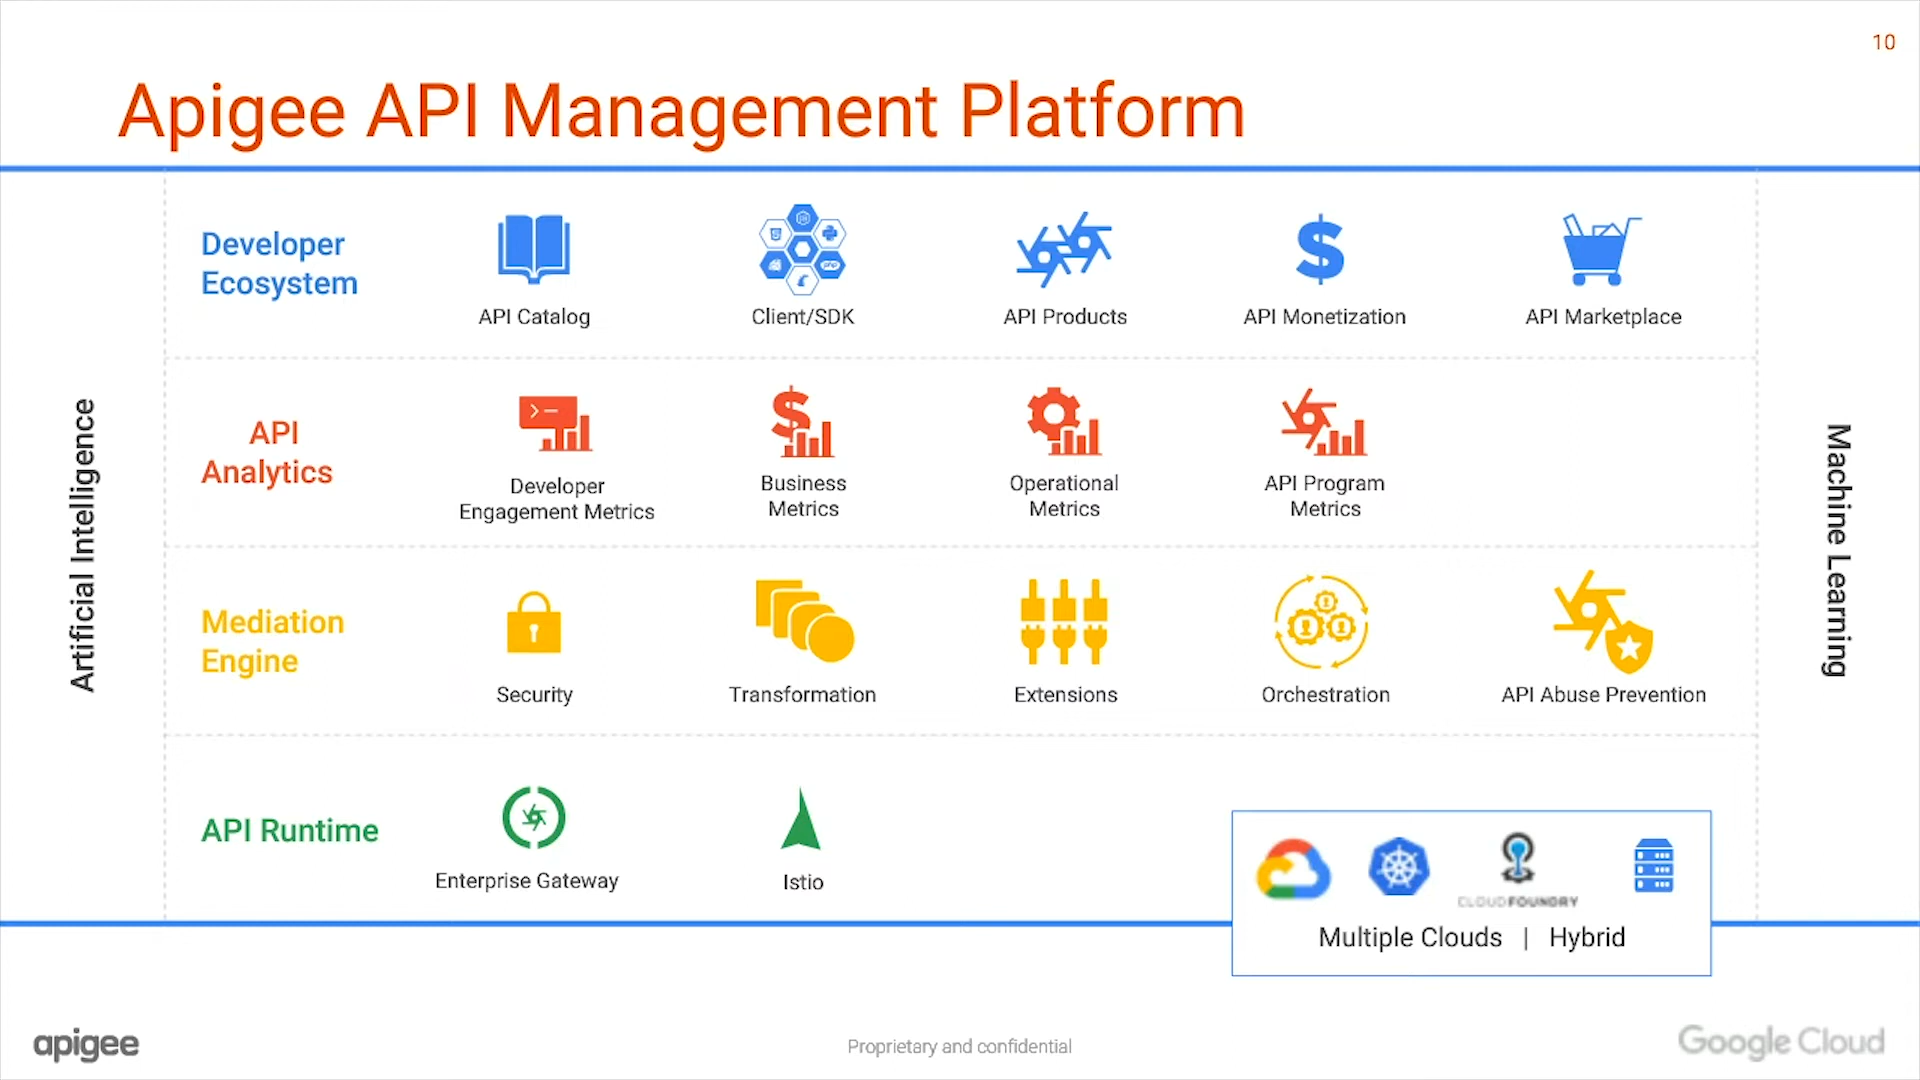 10
Apigee API Management Platform
Developer
Ecosystem
API Catalog
Client/SDK
API Products
API Monetization
API Marketplace
API
Analytics
Developer
Engagement Metrics
Business
Metrics
Operational
Metrics
API Program
Metrics
Mediation
Engine
Security
Transformation
Extensions
Orchestration
API Abuse Prevention
API Runtime
Enterprise Gateway
Istio
CLOUDFOUNDRY
Multiple Clouds | Hybrid
Artificial Intelligence
Machine Learning
apigee
Proprietary and confidential
Google Cloud